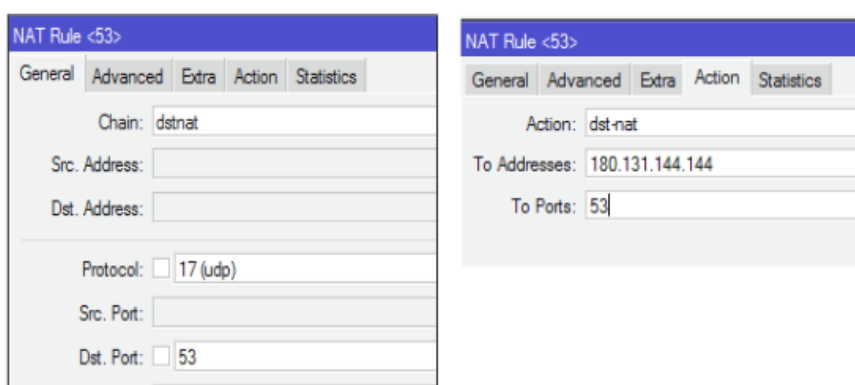 NAT Rule <53>
General Advanced Extra Action Statistics
Chain: dstnat
Src. Address:
Dst. Address:
Protocol: 17 (udp)
Src. Port:
Dst. Port: 53
NAT Rule <53>
General Advanced Extra Action Statistics
Action: dst-nat
To Addresses: 180.131.144.144
To Ports: 53